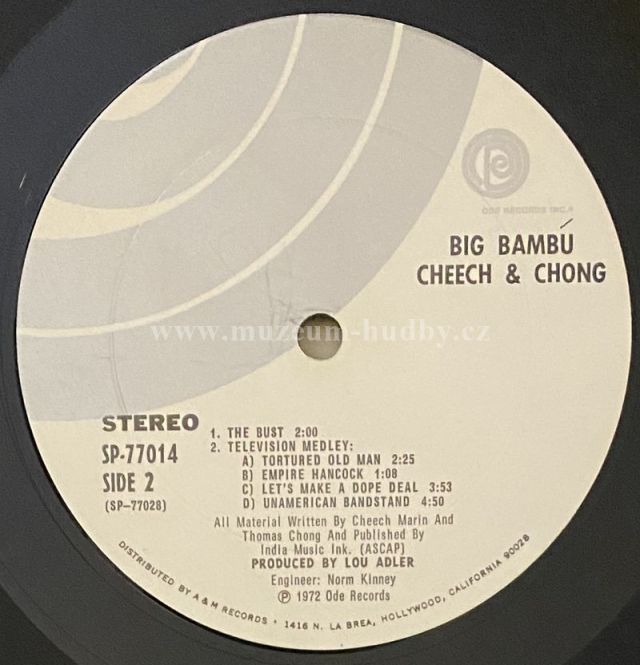 ODE RECORDS INC.
BIG BAMBÚ
CHEECH & CHONG
www.muzeum-hudby.cz
STEREO
SP-77014
SIDE 2
(SP-77028)
1. THE BUST 2:00
2. TELEVISION MEDLEY:
A) TORTURED OLD MAN 2:25
B) EMPIRE HANCOCK 1:08
C) LET'S MAKE A DOPE DEAL 3:53
D) UNAMERICAN BANDSTAND 4:50
All Material Written By Cheech Marin And
Thomas Chong And Published By
India Music Ink. (ASCAP)
PRODUCED BY LOU ADLER
Engineer: Norm Kinney
℗ 1972 Ode Records
DISTRIBUTED BY A & M RECORDS • 1416 N. LA BREA, HOLLYWOOD, CALIFORNIA 90028